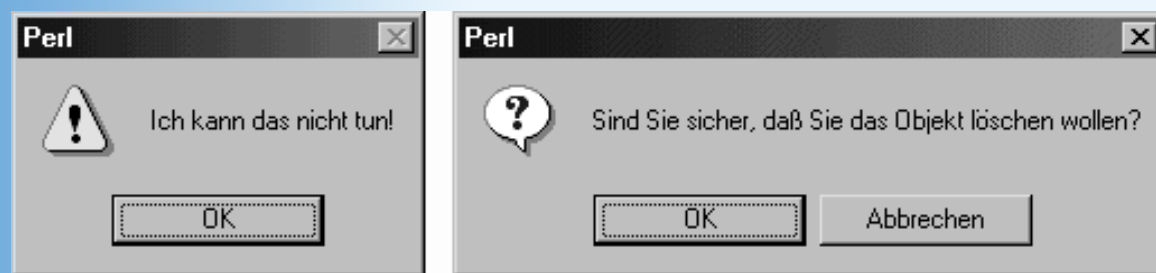 Perl
Ich kann das nicht tun!
OK
Perl
Sind Sie sicher, daß Sie das Objekt löschen wollen?
OK
Abbrechen